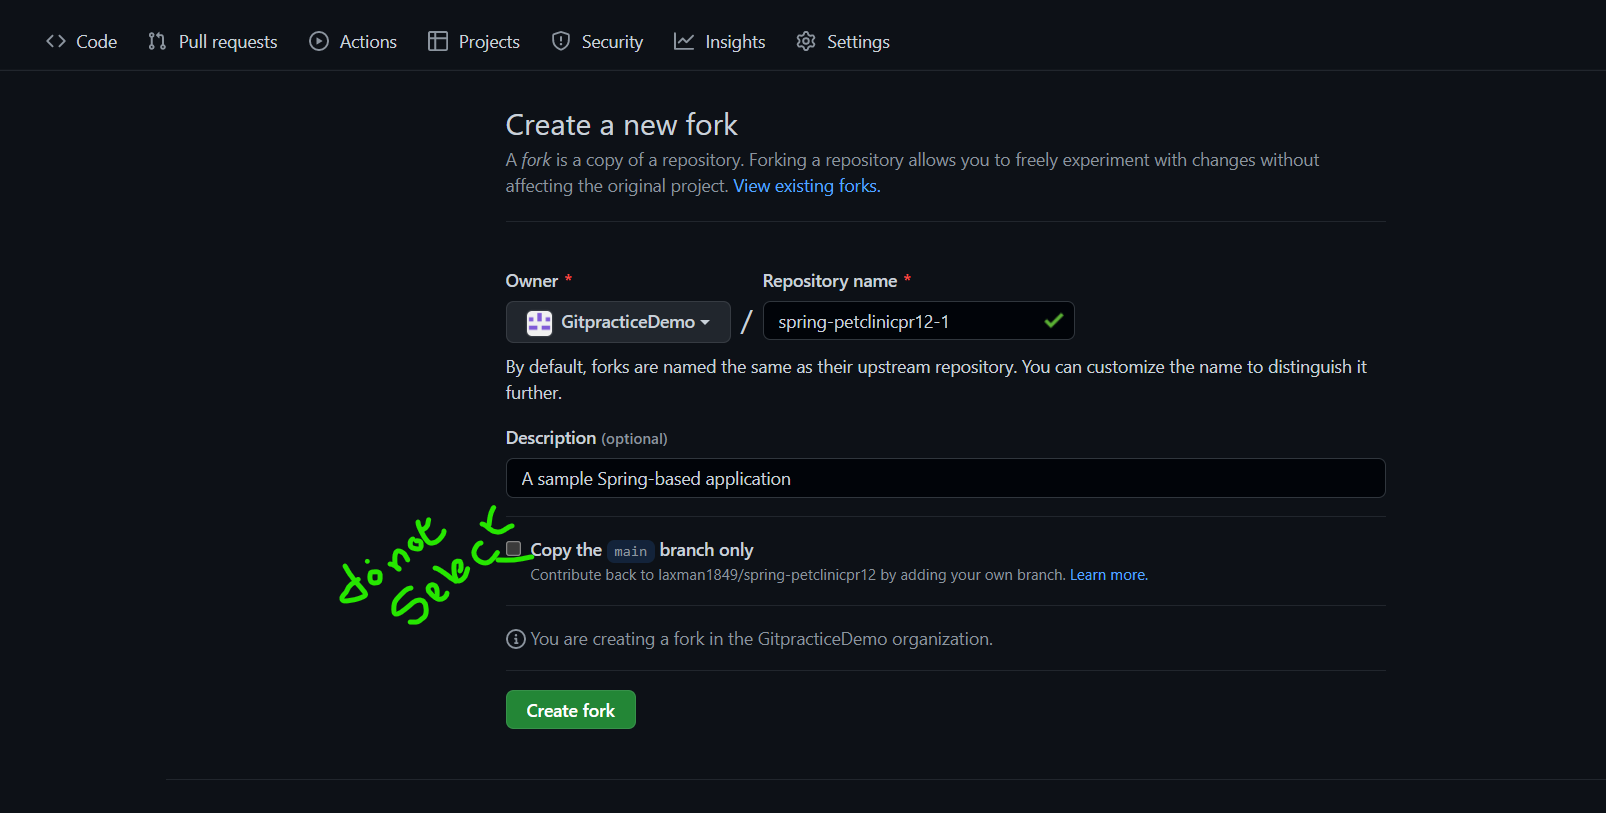 Code Pull requests Actions Projects Security Insights Settings
Create a new fork
A fork is a copy of a repository. Forking a repository allows you to freely experiment with changes without
affecting the original project. View existing forks.
Owner * Repository name *
GitpracticeDemo / spring-petclinicpr12-1
By default, forks are named the same as their upstream repository. You can customize the name to distinguish it
further.
Description (optional)
A sample Spring-based application
do not
Select
Copy the main branch only
Contribute back to laxman1849/spring-petclinicpr12 by adding your own branch. Learn more.
You are creating a fork in the GitpracticeDemo organization.
Create fork